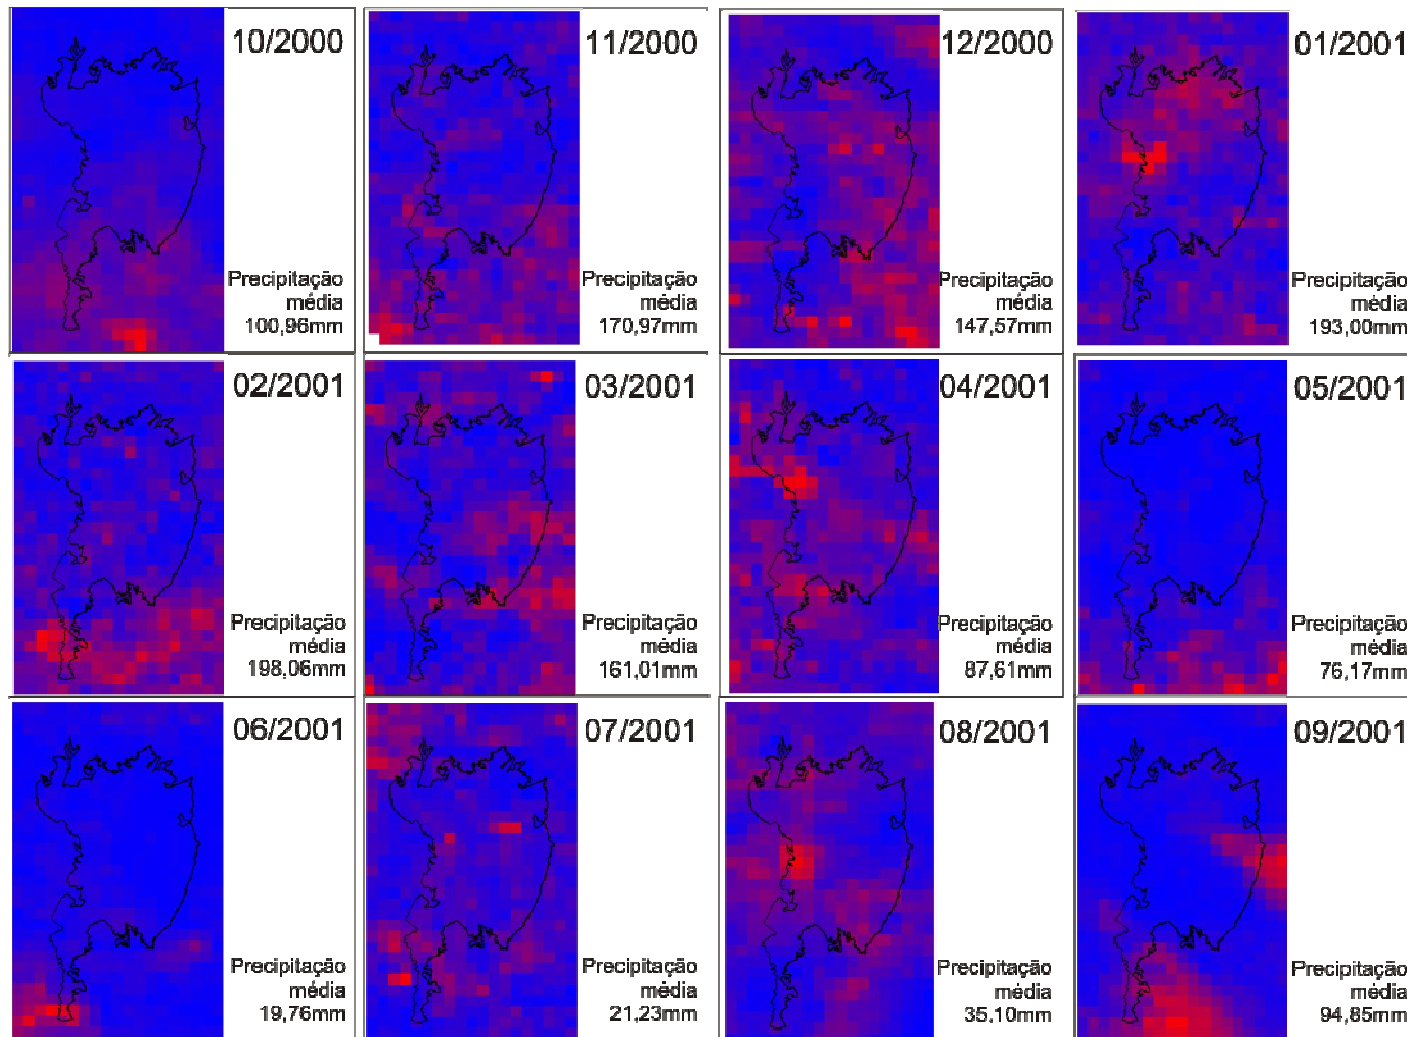 10/2000
Precipitação
média
100,96mm
11/2000
Precipitação
média
170,97mm
12/2000
Precipitação
média
147,57mm
01/2001
Precipitação
média
193,00mm
02/2001
Precipitação
média
198,06mm
03/2001
Precipitação
média
161,01mm
04/2001
Precipitação
média
87,61mm
05/2001
Precipitação
média
76,17mm
06/2001
Precipitação
média
19,76mm
07/2001
Precipitação
média
21,23mm
08/2001
Precipitação
média
35,10mm
09/2001
Precipitação
média
94,85mm